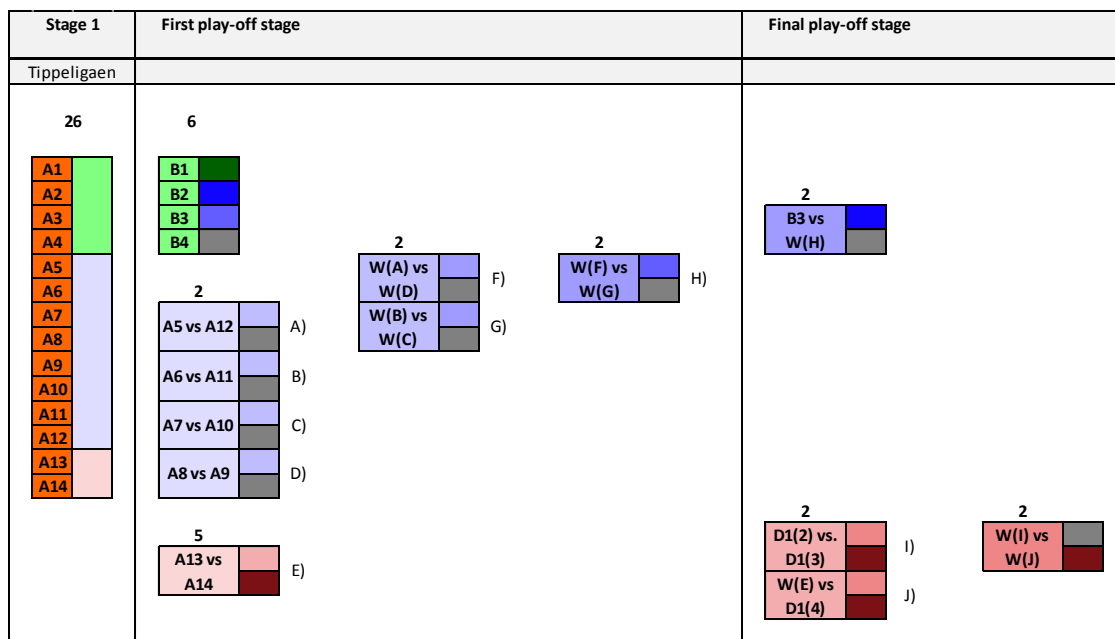 Stage 1
First play-off stage
Final play-off stage
Tippeligaen
26
6
A1
A2
A3
A4
A5
A6
A7
A8
A9
A10
A11
A12
A13
A14
B1
B2
B3
B4
2
A5 vs A12
A)
A6 vs A11
B)
A7 vs A10
C)
A8 vs A9
D)
5
A13 vs
A14
E)
2
W(A) vs
W(D)
F)
W(B) vs
W(C)
G)
2
W(F) vs
W(G)
H)
2
B3 vs
W(H)
2
D1(2) vs.
D1(3)
I)
W(E) vs
D1(4)
J)
2
W(I) vs
W(J)